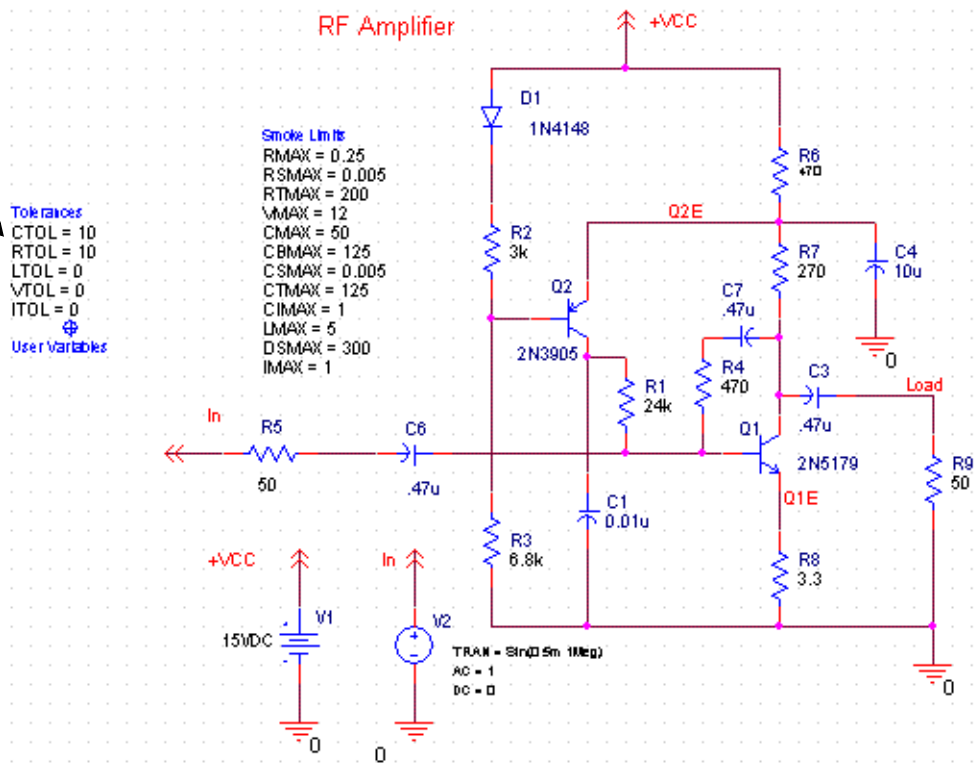 RF Amplifier
+VCC
D1
1N4148
Smoke Limits
RMAX = 0.25
RSMAX = 0.005
RTMAX = 200
VMAX = 12
CMAX = 50
CBMAX = 125
CSMAX = 0.005
CTMAX = 125
CIMAX = 1
LMAX = 5
DSMAX = 300
IMAX = 1
Tolerances
CTOL = 10
RTOL = 10
LTOL = 0
VTOL = 0
ITOL = 0
User Variables
R6
470
R2
3k
Q2E
R7
270
C4
10u
0
Q2
2N3905
C7
.47u
R4
470
R1
24k
C3
.47u
Load
In
R5
50
C6
.47u
Q1
2N5179
Q1E
R9
50
C1
0.01u
R3
6.8k
R8
3.3
0
+VCC
V1
15VDC
0
In
V2
TRAN = Sin(0 5m 1Meg)
AC = 1
DC = 0
0